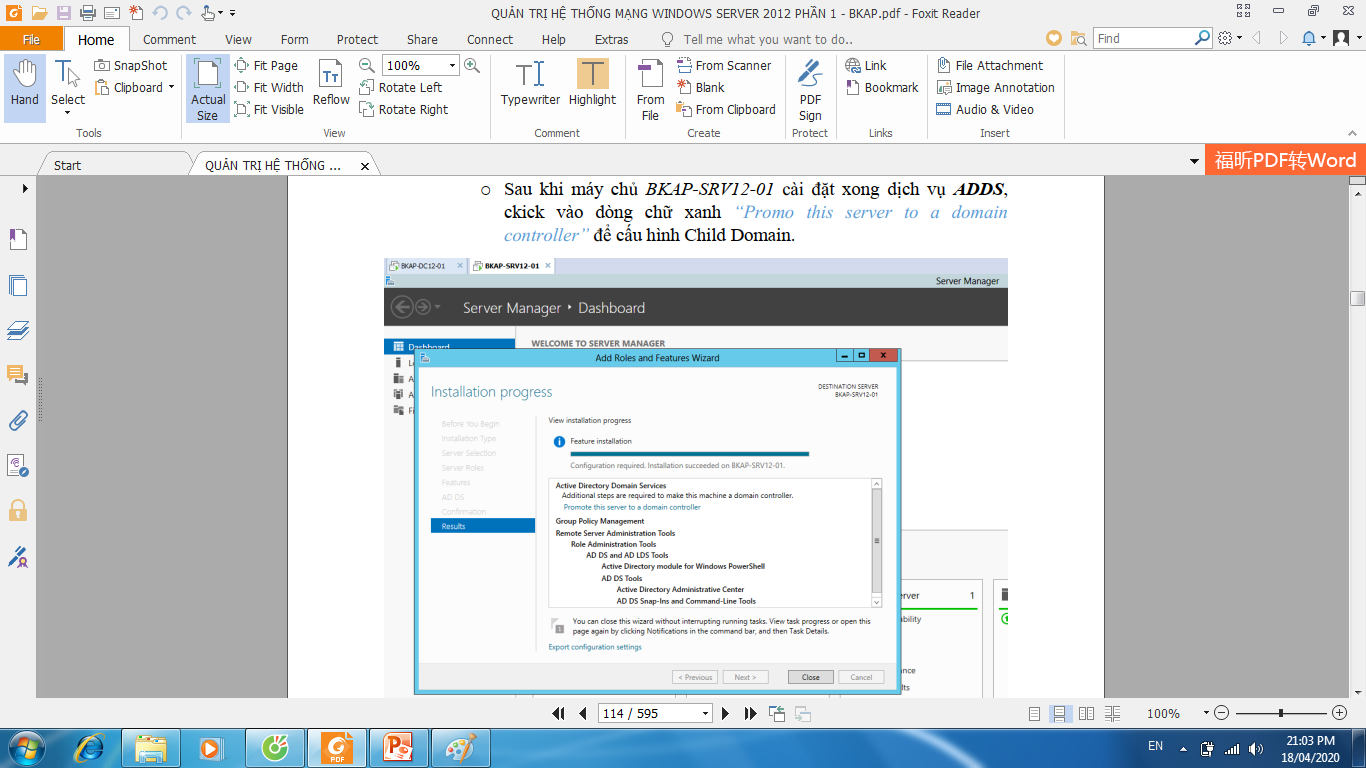 QUẢN TRỊ HỆ THỐNG MẠNG WINDOWS SERVER 2012 PHẦN 1 - BKAP.pdf - Foxit Reader
File Home Comment View Form Protect Share Connect Help Extras Tell me what you want to do.. Find
Hand
Select
SnapShot
Clipboard
Tools
Actual Size
Fit Page
Fit Width
Fit Visible
Reflow
100%
Rotate Left
Rotate Right
View
Typewriter
Highlight
Comment
From File
From Scanner
Blank
From Clipboard
Create
PDF Sign
Protect
Link
Bookmark
Links
File Attachment
Image Annotation
Audio & Video
Insert
Start
QUẢN TRỊ HỆ THỐNG ...
福昕PDF转Word
o Sau khi máy chủ BKAP-SRV12-01 cài đặt xong dịch vụ ADDS,
ckick vào dòng chữ xanh “Promo this server to a domain
controller” để cấu hình Child Domain.
BKAP-DC12-01
BKAP-SRV12-01
Server Manager
Server Manager • Dashboard
Dashboard
WELCOME TO SERVER MANAGER
Add Roles and Features Wizard
Installation progress
DESTINATION SERVER
BKAP-SRV12-01
Before You Begin
Installation Type
Server Selection
Server Roles
Features
AD DS
Confirmation
Results
View installation progress
Feature installation
Configuration required. Installation succeeded on BKAP-SRV12-01.
Active Directory Domain Services
Additional steps are required to make this machine a domain controller.
Promote this server to a domain controller
Group Policy Management
Remote Server Administration Tools
Role Administration Tools
AD DS and AD LDS Tools
Active Directory module for Windows PowerShell
AD DS Tools
Active Directory Administrative Center
AD DS Snap-Ins and Command-Line Tools
You can close this wizard without interrupting running tasks. View task progress or open this
page again by clicking Notifications in the command bar, and then Task Details.
Export configuration settings
< Previous
Next >
Close
Cancel
1
114 / 595
100%
EN
21:03 PM
18/04/2020